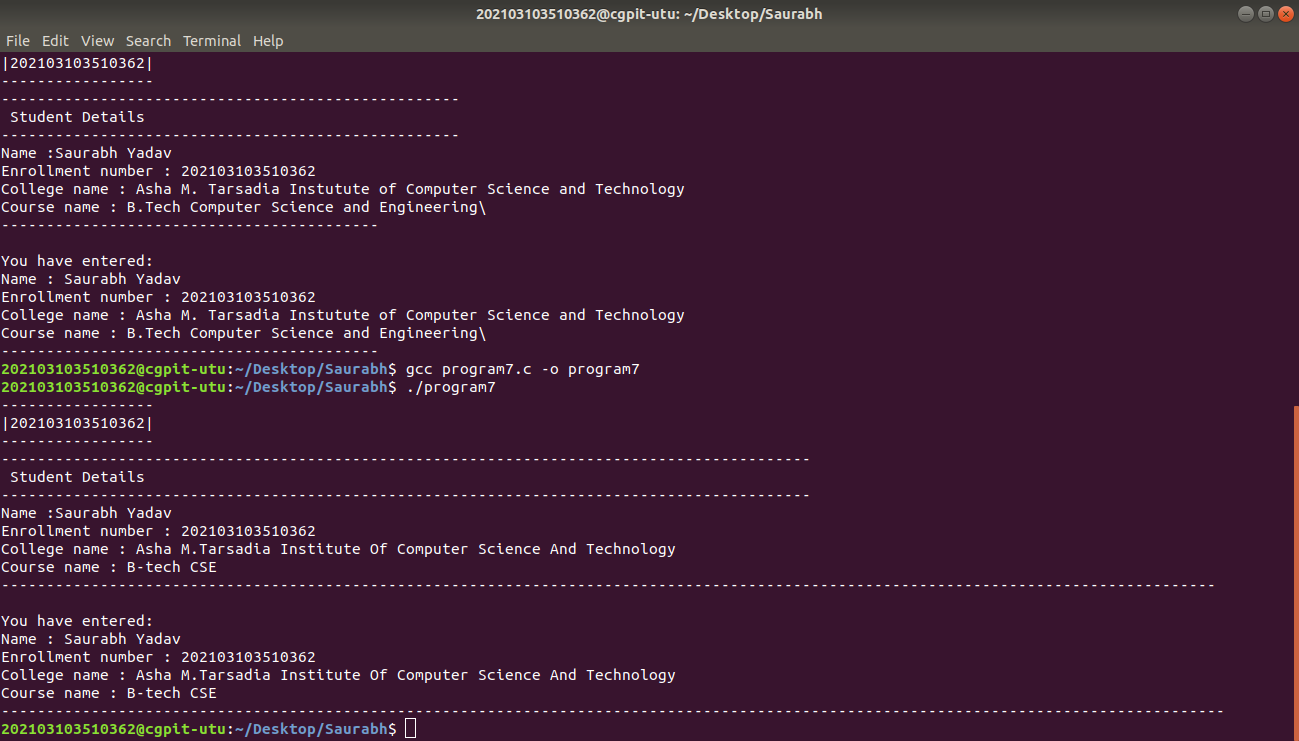 202103103510362@cgpit-utu: ~/Desktop/Saurabh
File Edit View Search Terminal Help
|202103103510362|
-----------------
---------------------------------------------------
 Student Details
---------------------------------------------------
Name :Saurabh Yadav
Enrollment number : 202103103510362
College name : Asha M. Tarsadia Instutute of Computer Science and Technology
Course name : B.Tech Computer Science and Engineering\
------------------------------------------
You have entered:
Name : Saurabh Yadav
Enrollment number : 202103103510362
College name : Asha M. Tarsadia Instutute of Computer Science and Technology
Course name : B.Tech Computer Science and Engineering\
------------------------------------------
202103103510362@cgpit-utu:~/Desktop/Saurabh$ gcc program7.c -o program7
202103103510362@cgpit-utu:~/Desktop/Saurabh$ ./program7
-----------------
|202103103510362|
-----------------
------------------------------------------------------------------------------------------
 Student Details
------------------------------------------------------------------------------------------
Name :Saurabh Yadav
Enrollment number : 202103103510362
College name : Asha M.Tarsadia Institute Of Computer Science And Technology
Course name : B-tech CSE
---------------------------------------------------------------------------------------------------------------------------------------
You have entered:
Name : Saurabh Yadav
Enrollment number : 202103103510362
College name : Asha M.Tarsadia Institute Of Computer Science And Technology
Course name : B-tech CSE
----------------------------------------------------------------------------------------------------------------------------------------
202103103510362@cgpit-utu:~/Desktop/Saurabh$